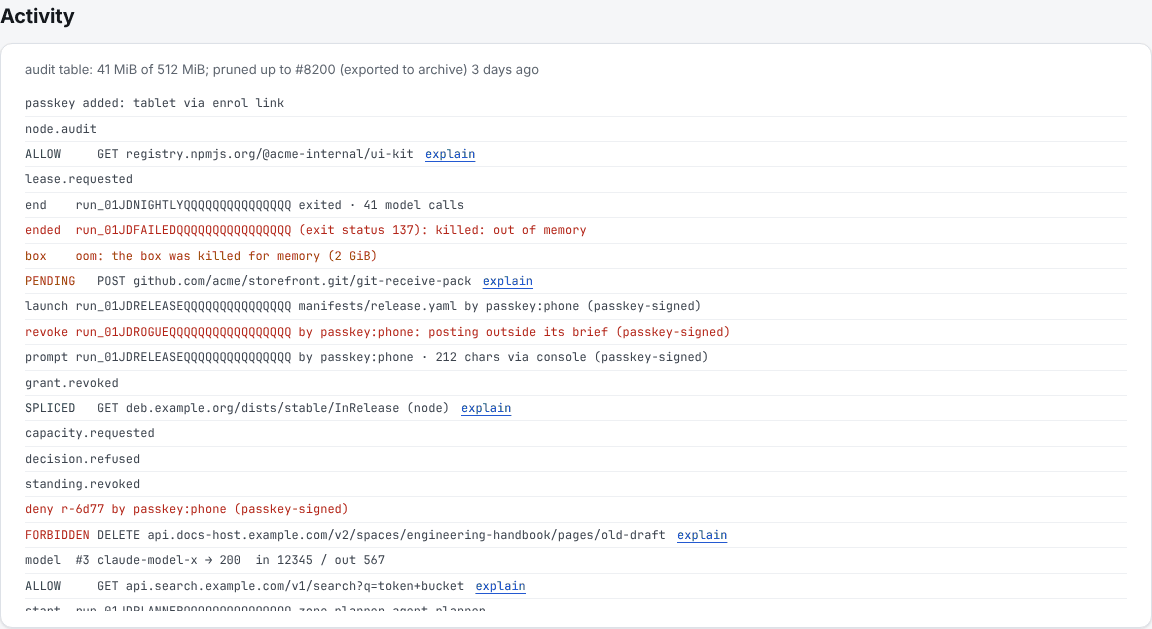 Activity
audit table: 41 MiB of 512 MiB; pruned up to #8200 (exported to archive) 3 days ago
passkey added: tablet via enrol link
node.audit
ALLOW GET registry.npmjs.org/@acme-internal/ui-kit explain
lease.requested
end run_01JDNIGHTLYQQQQQQQQQQQQQQQ exited · 41 model calls
ended run_01JDFAILEDQQQQQQQQQQQQQQQQ (exit status 137): killed: out of memory
box oom: the box was killed for memory (2 GiB)
PENDING POST github.com/acme/storefront.git/git-receive-pack explain
launch run_01JDRELEASEQQQQQQQQQQQQQQQ manifests/release.yaml by passkey:phone (passkey-signed)
revoke run_01JDROGUEQQQQQQQQQQQQQQQQQ by passkey:phone: posting outside its brief (passkey-signed)
prompt run_01JDRELEASEQQQQQQQQQQQQQQQ by passkey:phone · 212 chars via console (passkey-signed)
grant.revoked
SPLICED GET deb.example.org/dists/stable/InRelease (node) explain
capacity.requested
decision.refused
standing.revoked
deny r-6d77 by passkey:phone (passkey-signed)
FORBIDDEN DELETE api.docs-host.example.com/v2/spaces/engineering-handbook/pages/old-draft explain
model #3 claude-model-x → 200 in 12345 / out 567
ALLOW GET api.search.example.com/v1/search?q=token+bucket explain